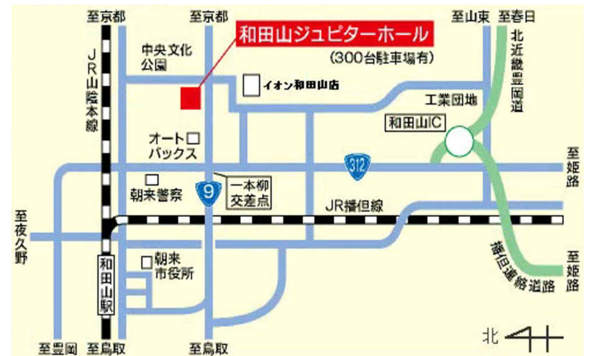 至京都
至京都
至山東
至春日
和田山ジュピターホール
(300台駐車場有)
中央文化
公園
イオン和田山店
北近畿豊岡道
JR山陰本線
工業団地
和田山IC
オート
バックス
312
至姫路
朝来警察
9
一本柳
交差点
JR播但線
至夜久野
朝来
市役所
和田山駅
播但連絡道路
至姫路
北
至豊岡
至鳥取
至鳥取